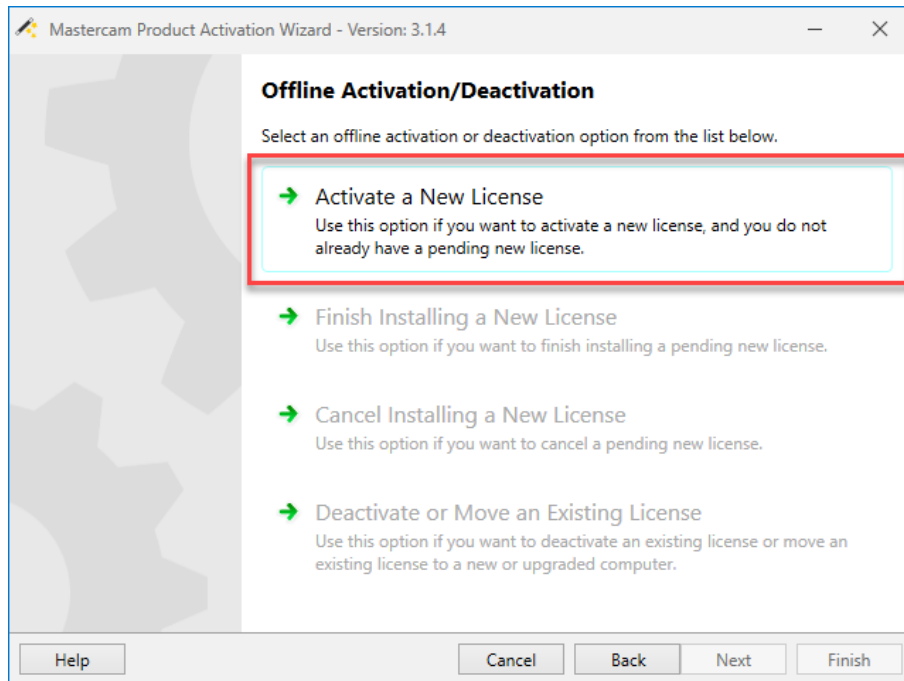 Mastercam Product Activation Wizard - Version: 3.1.4
Offline Activation/Deactivation
Select an offline activation or deactivation option from the list below.
Activate a New License
Use this option if you want to activate a new license, and you do not
already have a pending new license.
Finish Installing a New License
Use this option if you want to finish installing a pending new license.
Cancel Installing a New License
Use this option if you want to cancel a pending new license.
Deactivate or Move an Existing License
Use this option if you want to deactivate an existing license or move an
existing license to a new or upgraded computer.
Help Cancel Back Next Finish